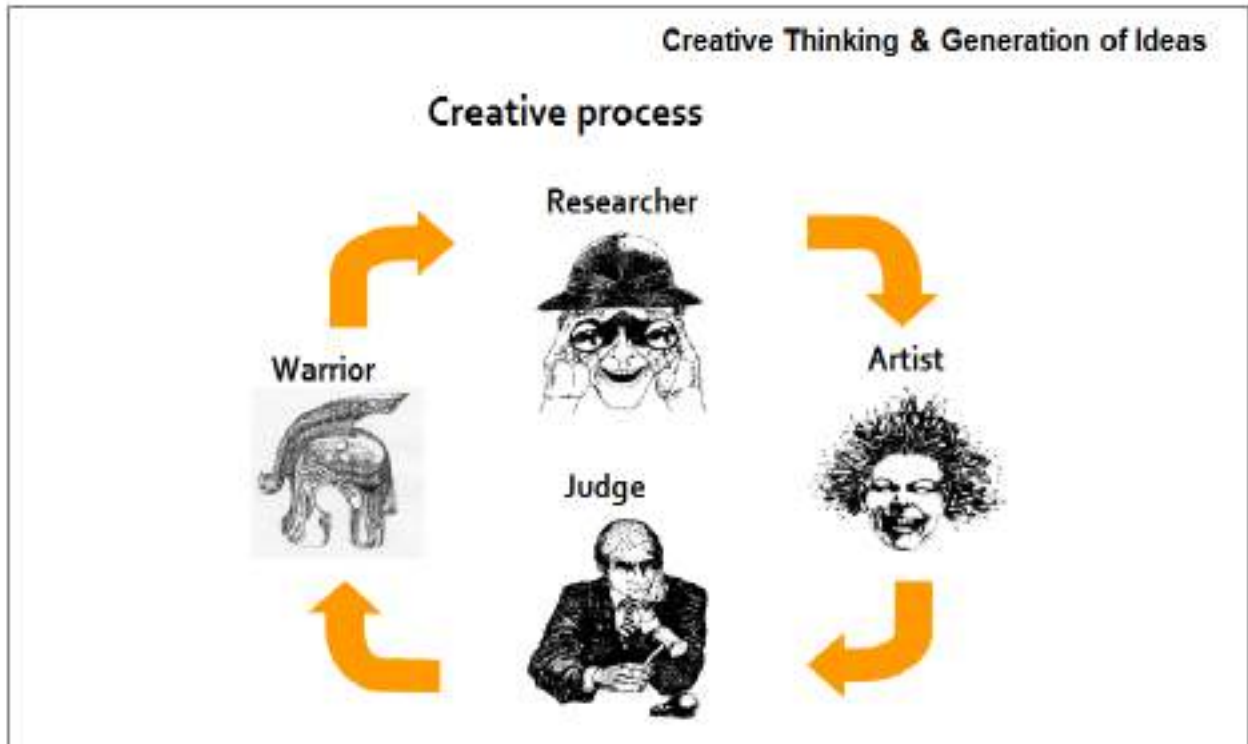 Creative Thinking & Generation of Ideas
Creative process
Researcher
Warrior
Artist
Judge